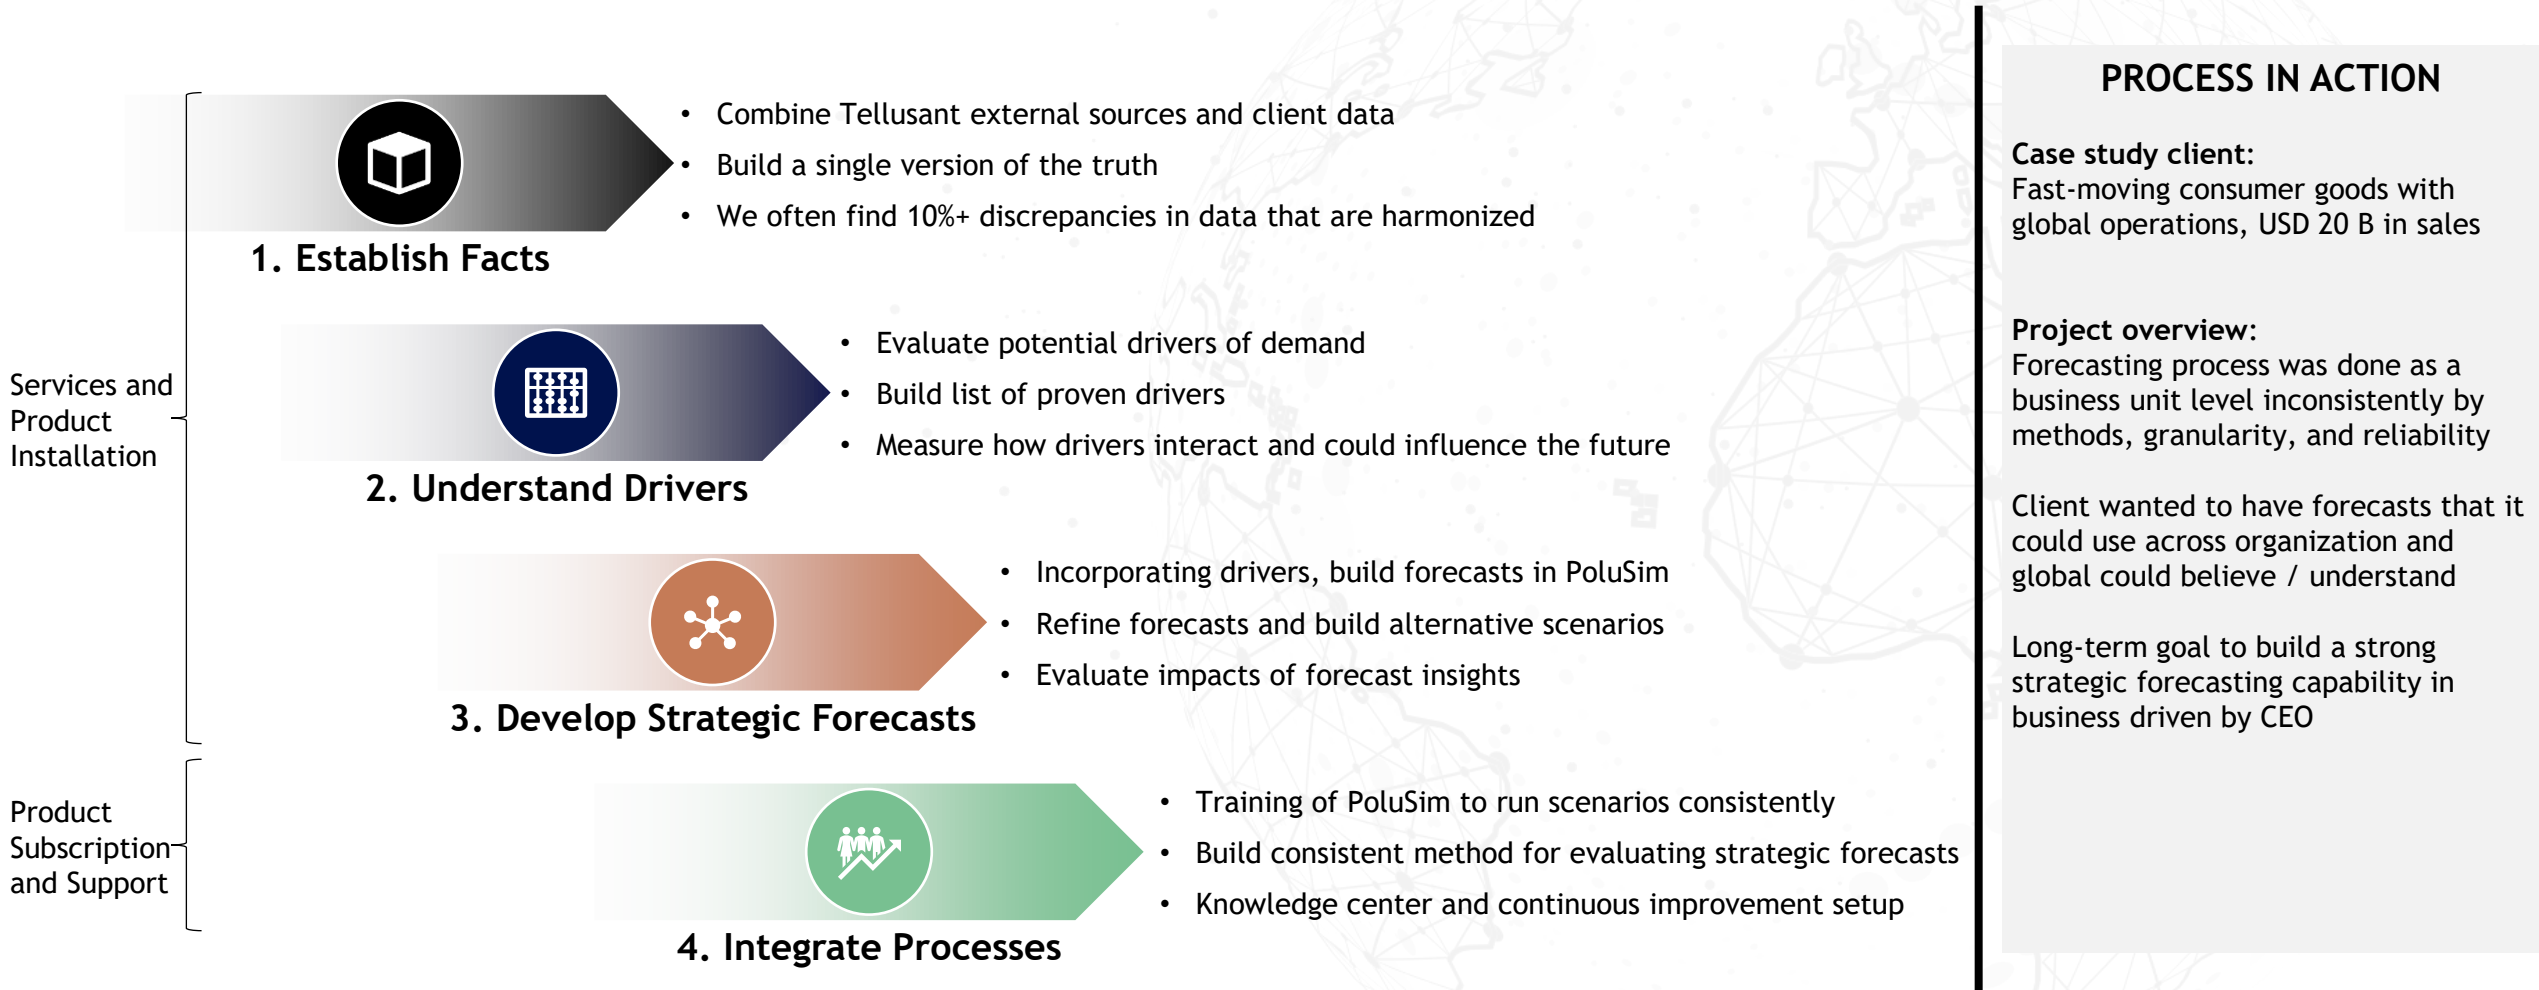 Services and
Product
Installation
1. Establish Facts
• Combine Tellusant external sources and client data
• Build a single version of the truth
• We often find 10%+ discrepancies in data that are harmonized
2. Understand Drivers
• Evaluate potential drivers of demand
• Build list of proven drivers
• Measure how drivers interact and could influence the future
3. Develop Strategic Forecasts
• Incorporating drivers, build forecasts in PoluSim
• Refine forecasts and build alternative scenarios
• Evaluate impacts of forecast insights
Product
Subscription
and Support
4. Integrate Processes
• Training of PoluSim to run scenarios consistently
• Build consistent method for evaluating strategic forecasts
• Knowledge center and continuous improvement setup
PROCESS IN ACTION
Case study client:
Fast-moving consumer goods with
global operations, USD 20 B in sales
Project overview:
Forecasting process was done as a
business unit level inconsistently by
methods, granularity, and reliability
Client wanted to have forecasts that it
could use across organization and
global could believe / understand
Long-term goal to build a strong
strategic forecasting capability in
business driven by CEO